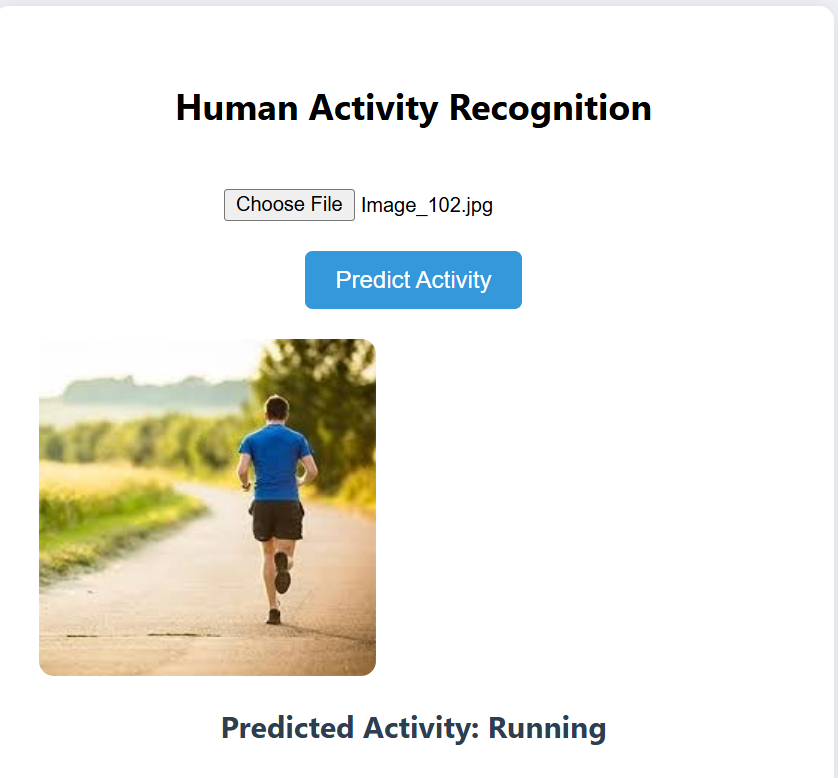 Human Activity Recognition
Choose File Image_102.jpg
Predict Activity
Predicted Activity: Running